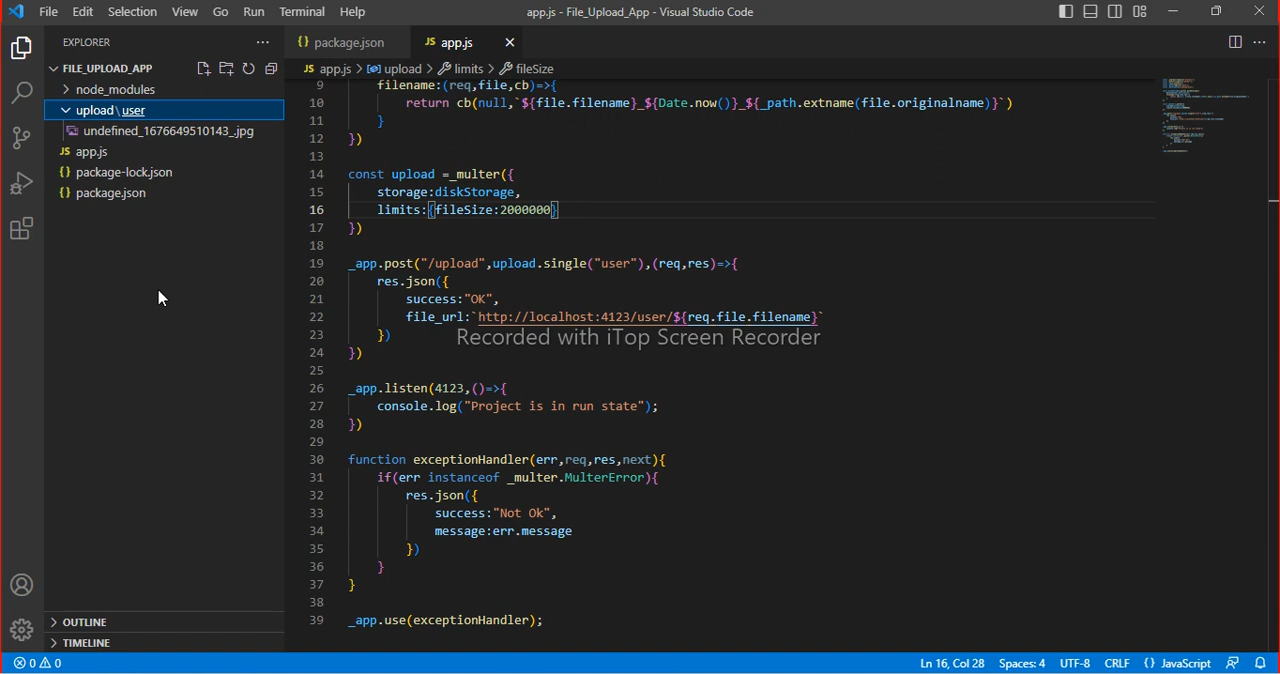 File Edit Selection View Go Run Terminal Help app.js - File_Upload_App - Visual Studio Code
EXPLORER
FILE_UPLOAD_APP
node_modules
upload\user
undefined_1676649510143_.jpg
JS app.js
{} package-lock.json
{} package.json
OUTLINE
TIMELINE
{} package.json JS app.js
JS app.js > upload > limits > fileSize
9 filename:(req,file,cb)=>{
10 return cb(null,`${file.filename}_${Date.now()}_${_path.extname(file.originalname)}`)
11 }
12 })
13
14 const upload =_multer({
15 storage:diskStorage,
16 limits:{fileSize:2000000}
17 })
18
19 _app.post("/upload",upload.single("user"),(req,res)=>{
20 res.json({
21 success:"OK",
22 file_url:`http://localhost:4123/user/${req.file.filename}`
23 })
Recorded with iTop Screen Recorder
24 })
25
26 _app.listen(4123,()=>{
27 console.log("Project is in run state");
28 })
29
30 function exceptionHandler(err,req,res,next){
31 if(err instanceof _multer.MulterError){
32 res.json({
33 success:"Not Ok",
34 message:err.message
35 })
36 }
37 }
38
39 _app.use(exceptionHandler);
0 0 Ln 16, Col 28 Spaces: 4 UTF-8 CRLF {} JavaScript